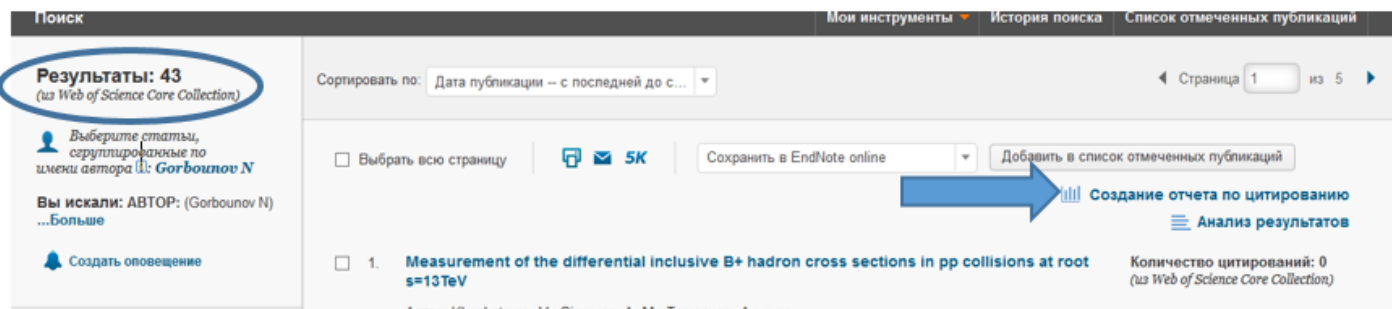 Поиск
Мои инструменты
История поиска
Список отмеченных публикаций
Результаты: 43
(из Web of Science Core Collection)
Выберите статьи,
сгруппированные по
имени автора : Gorbounov N
Вы искали: АВТОР: (Gorbounov N)
...Больше
Создать оповещение
Сортировать по: Дата публикации -- с последней до с...
Страница 1 из 5
Выбрать всю страницу
5K
Сохранить в EndNote online
Добавить в список отмеченных публикаций
Создание отчета по цитированию
Анализ результатов
1. Measurement of the differential inclusive B+ hadron cross sections in pp collisions at root
s=13TeV
Количество цитирований: 0
(из Web of Science Core Collection)